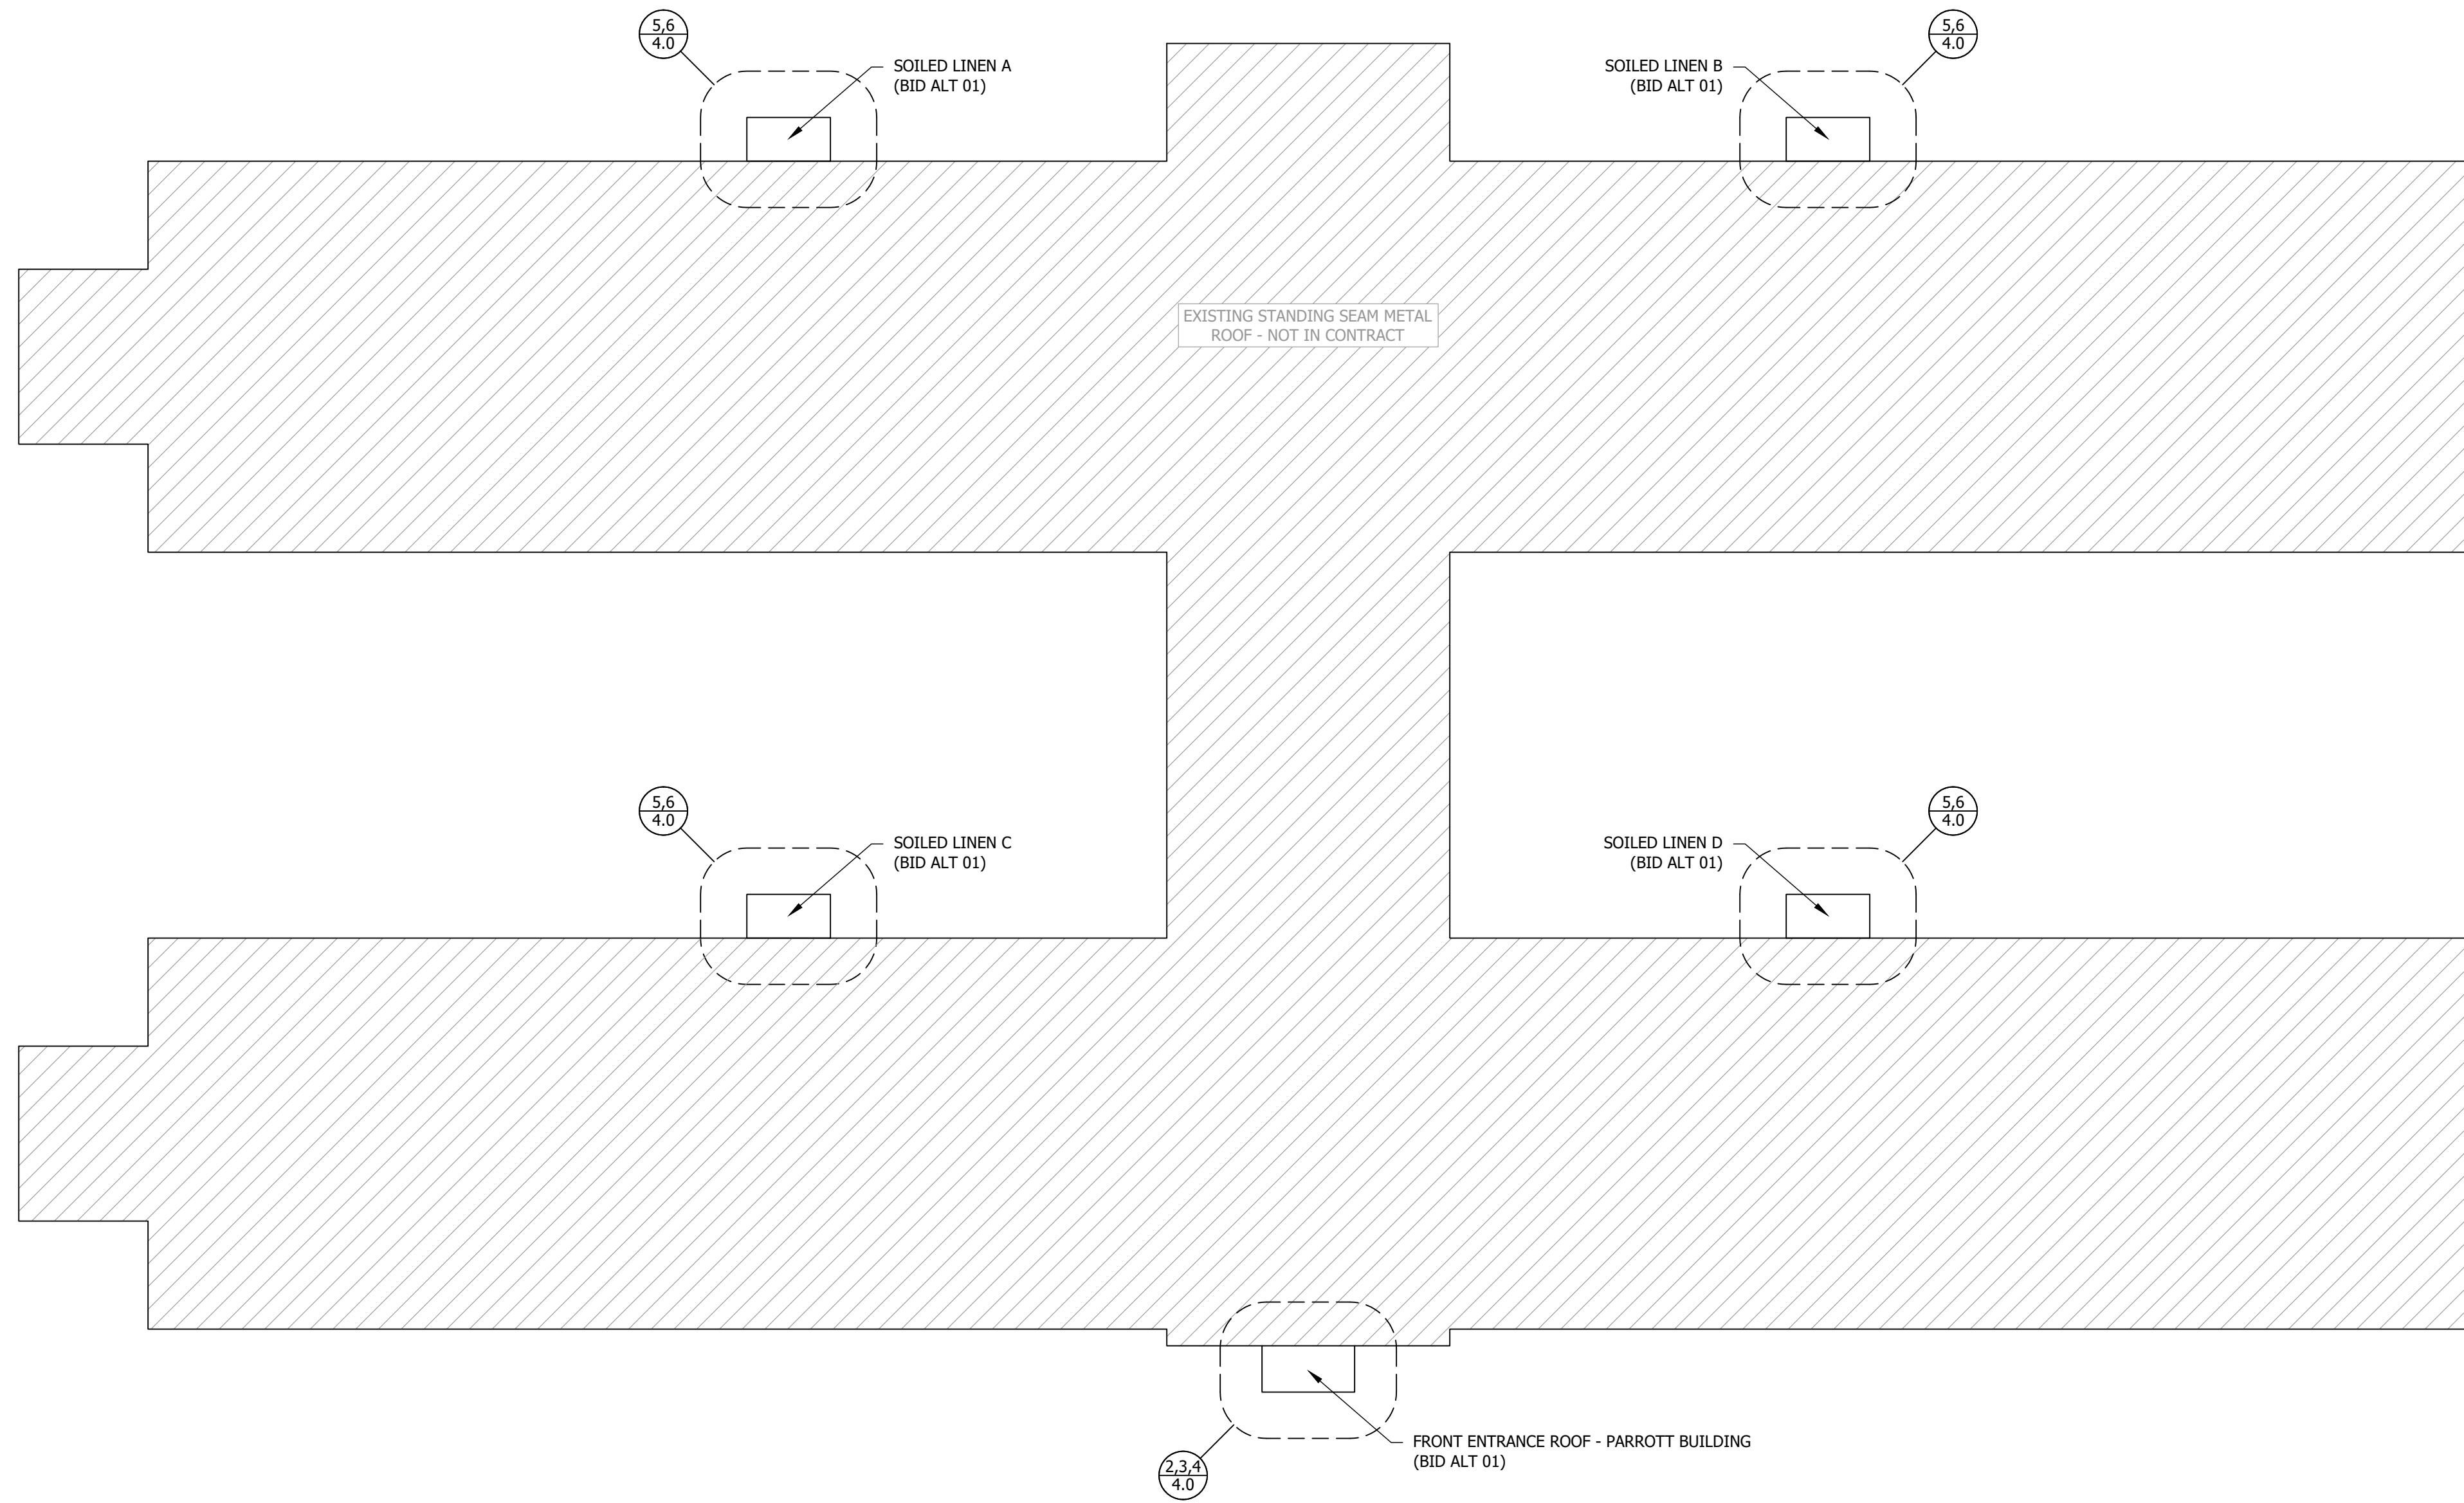 5,6
4.0
SOILED LINEN A
(BID ALT 01)
SOILED LINEN B
(BID ALT 01)
5,6
4.0
EXISTING STANDING SEAM METAL
ROOF - NOT IN CONTRACT
5,6
4.0
SOILED LINEN C
(BID ALT 01)
SOILED LINEN D
(BID ALT 01)
5,6
4.0
FRONT ENTRANCE ROOF - PARROTT BUILDING
(BID ALT 01)
2,3,4
4.0